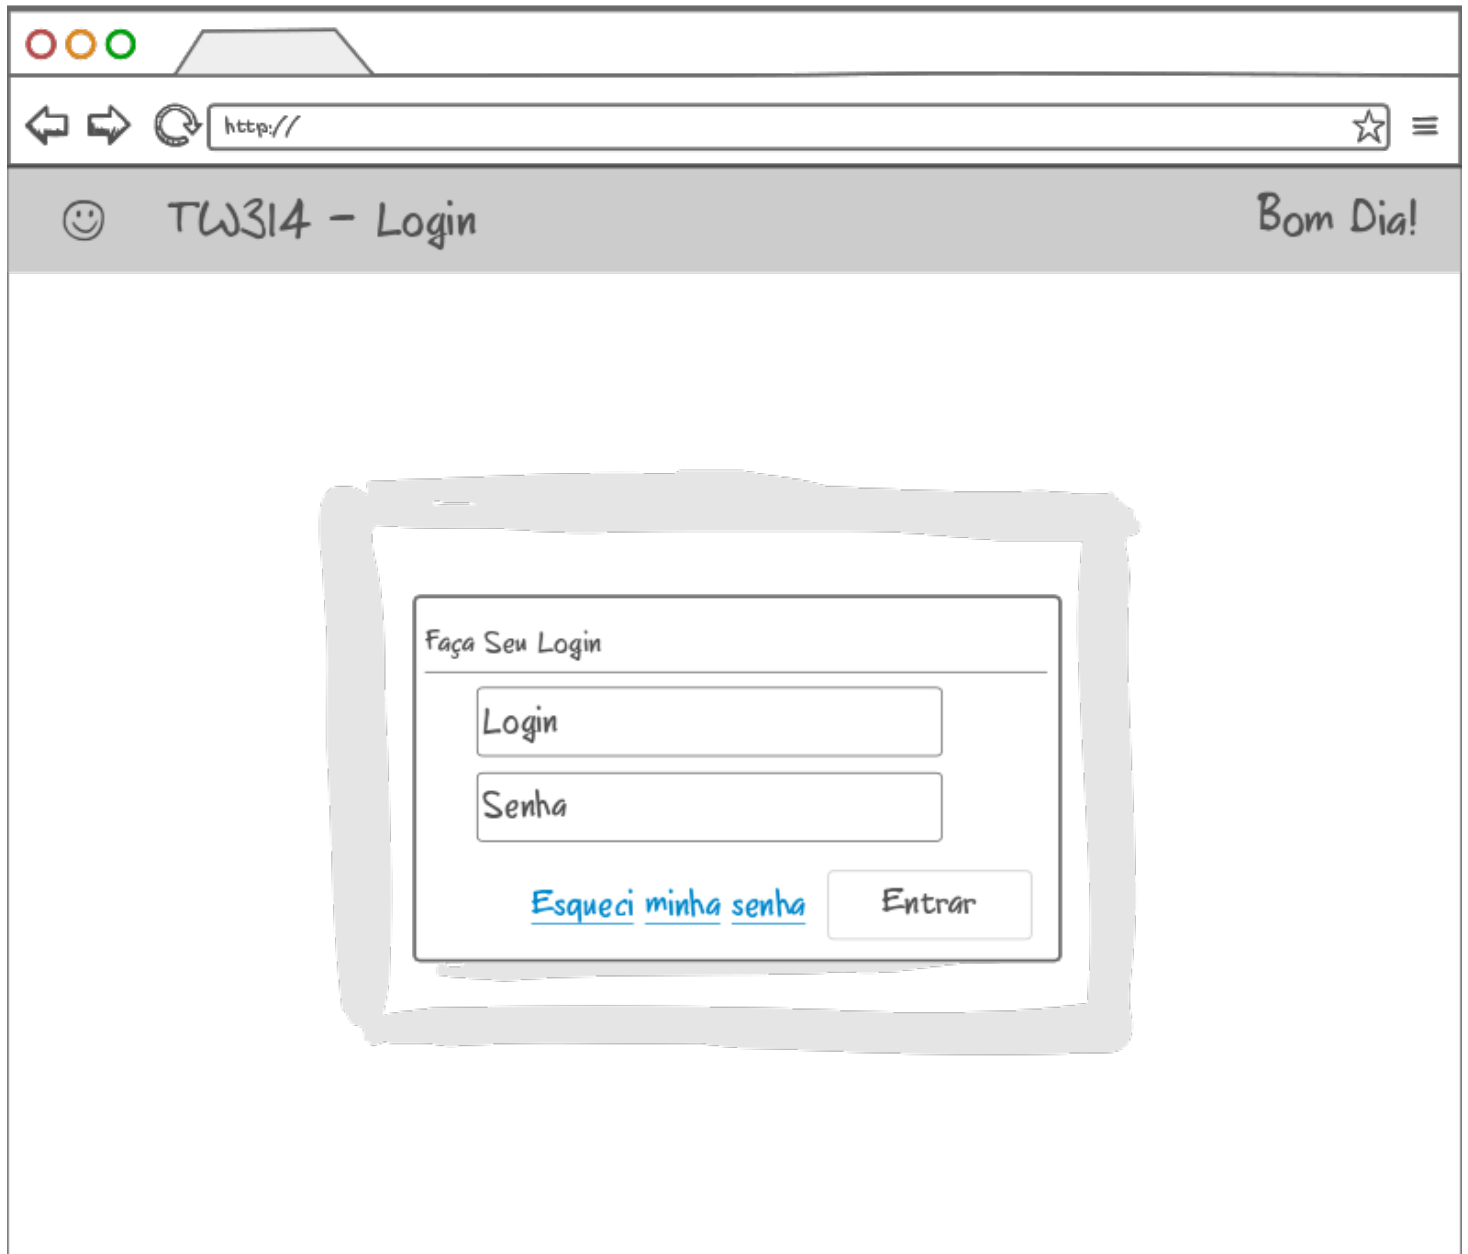 http://
TW314 - Login
Bom Dia!
Faça Seu Login
Login
Senha
Esqueci minha senha
Entrar